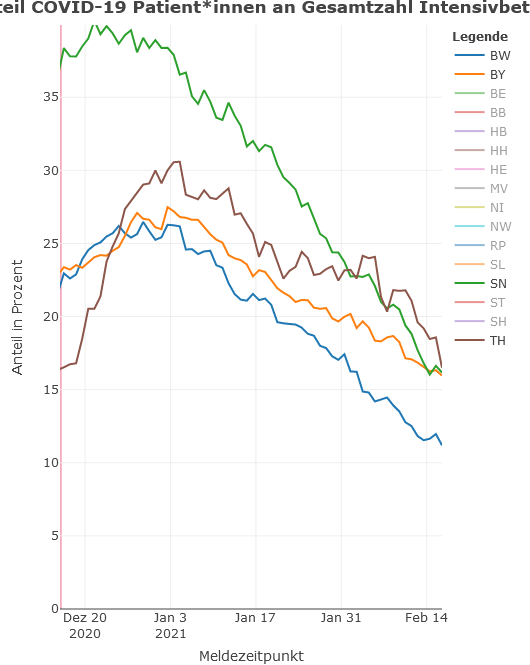 teil COVID-19 Patient*innen an Gesamtzahl Intensivbet
Legende
BW
BY
BE
BB
HB
HH
HE
MV
NI
NW
RP
SL
SN
ST
SH
TH
Anteil in Prozent
35
30
25
20
15
10
5
0
Dez 20 Jan 3 Jan 17 Jan 31 Feb 14
2020 2021
Meldezeitpunkt